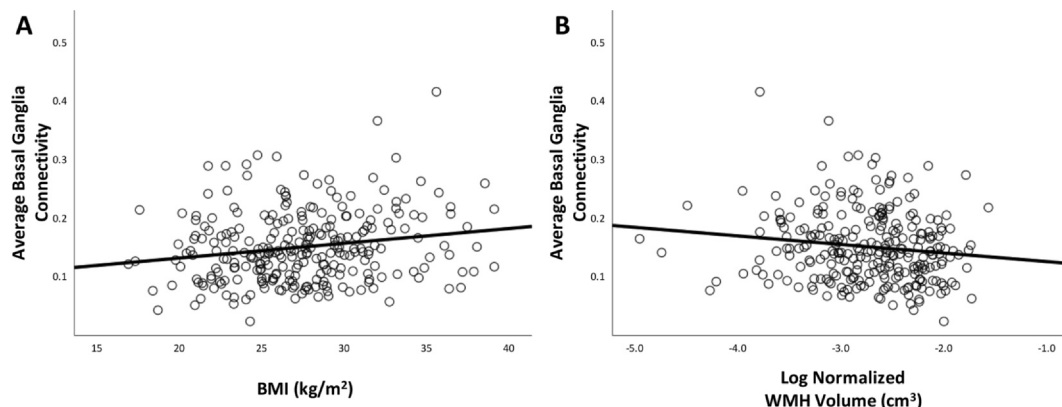 A
Average Basal Ganglia
Connectivity
0.5
0.4
0.3
0.2
0.1
15 20 25 30 35 40
BMI (kg/m²)
B
Average Basal Ganglia
Connectivity
0.5
0.4
0.3
0.2
0.1
-5.0 -4.0 -3.0 -2.0 -1.0
Log Normalized
WMH Volume (cm³)